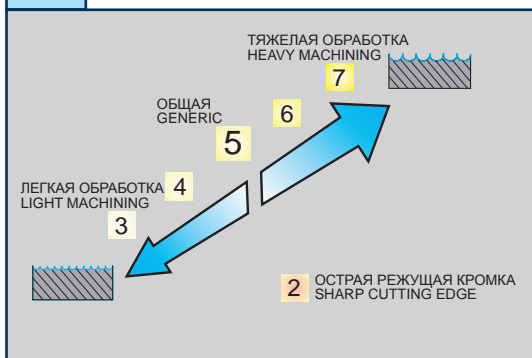 ТЯЖЕЛАЯ ОБРАБОТКА
HEAVY MACHINING
7
6
ОБЩАЯ
GENERIC
5
4
ЛЕГКАЯ ОБРАБОТКА
LIGHT MACHINING
3
2
ОСТРАЯ РЕЖУЩАЯ КРОМКА
SHARP CUTTING EDGE